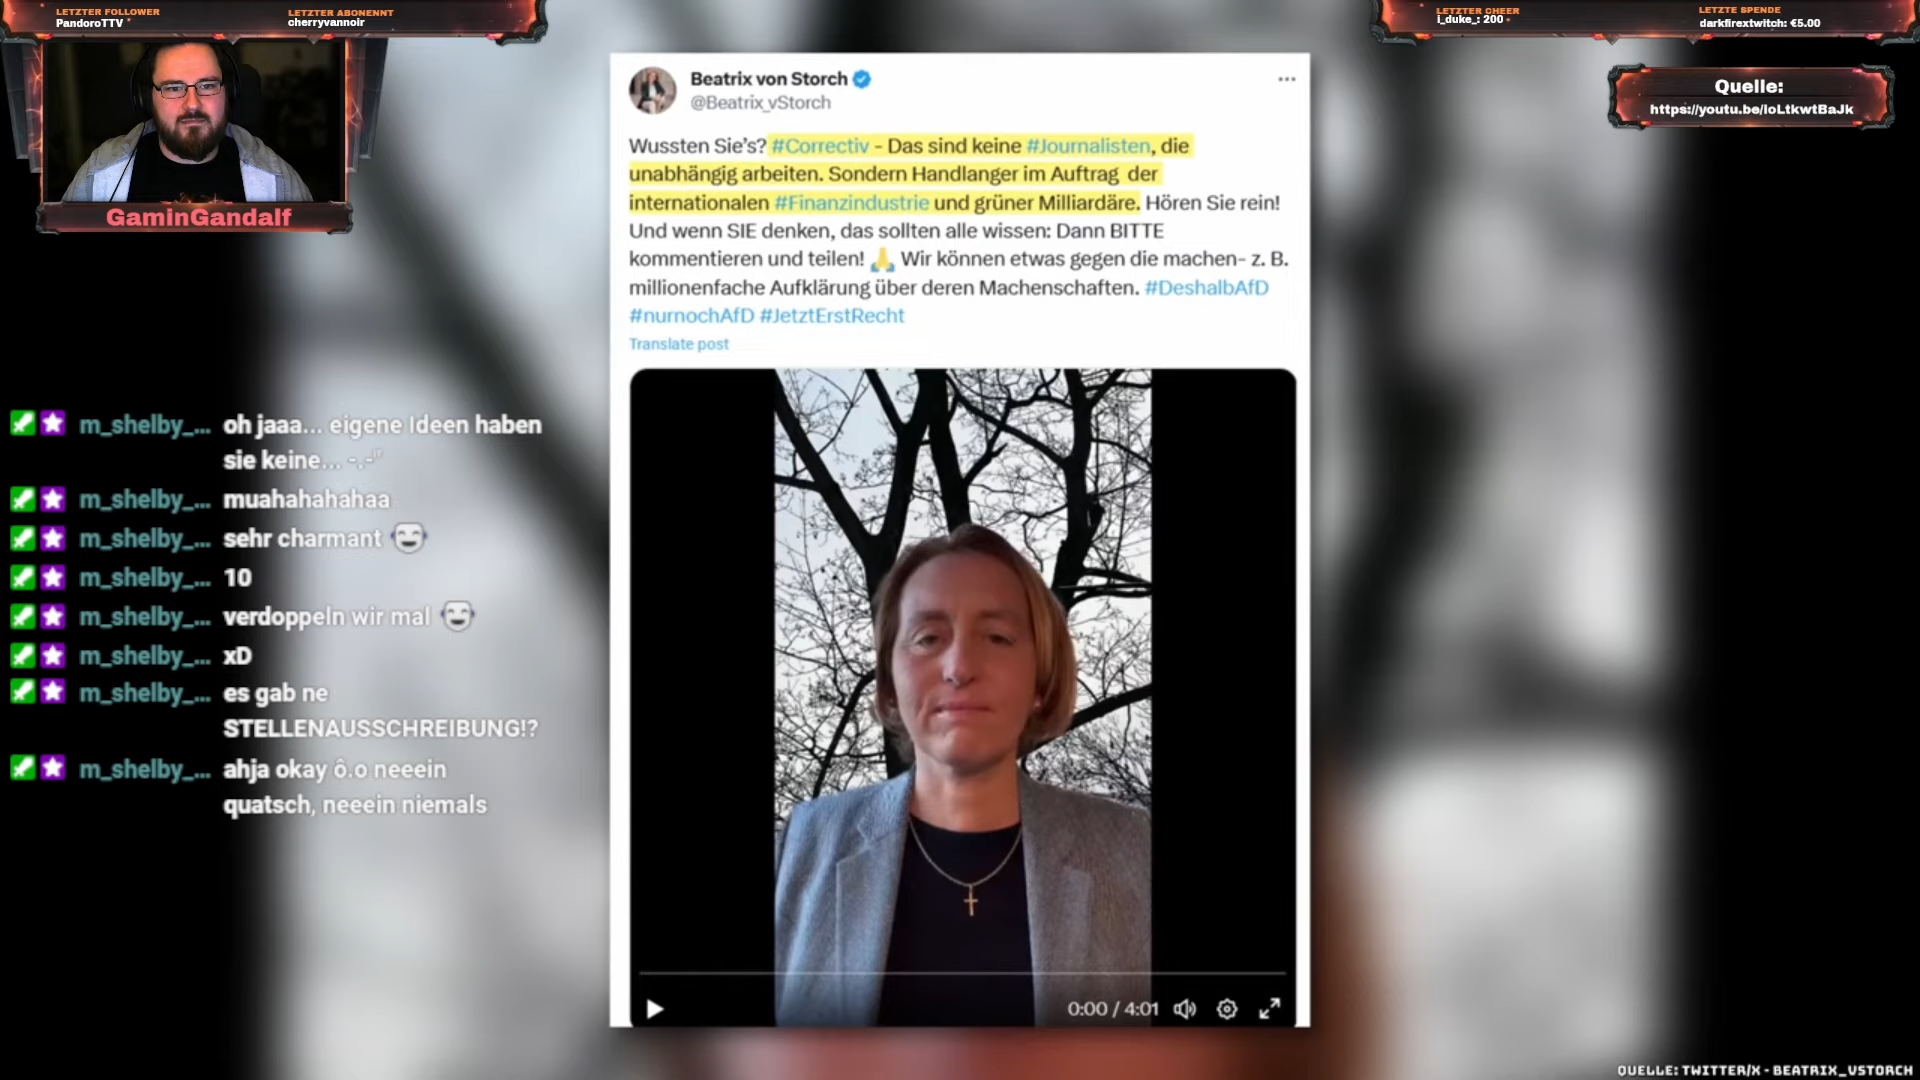 LETZTER FOLLOWER
PandoroTTV
LETZTER ABONENNT
cherryvannoir
LETZTER CHEER
i_duke_: 200
LETZTE SPENDE
darkfirextwitch: €5.00
GaminGandalf
Quelle:
https://youtu.be/IoLtkwtBaJk
Beatrix von Storch
@Beatrix_vStorch
Wussten Sie’s? #Correctiv - Das sind keine #Journalisten, die
unabhängig arbeiten. Sondern Handlanger im Auftrag der
internationalen #Finanzindustrie und grüner Milliardäre. Hören Sie rein!
Und wenn SIE denken, das sollten alle wissen: Dann BITTE
kommentieren und teilen! 🙏 Wir können etwas gegen die machen- z. B.
millionenfache Aufklärung über deren Machenschaften. #DeshalbAfD
#nurnochAfD #JetztErstRecht
Translate post
0:00 / 4:01
m_shelby_... oh jaaa... eigene Ideen haben
sie keine... -.-"
m_shelby_... muahahahahaa
m_shelby_... sehr charmant
m_shelby_... 10
m_shelby_... verdoppeln wir mal
m_shelby_... xD
m_shelby_... es gab ne
STELLENAUSSCHREIBUNG!?
m_shelby_... ahja okay ô.o neeein
quatsch, neeein niemals
QUELLE: TWITTER/X - BEATRIX_VSTORCH